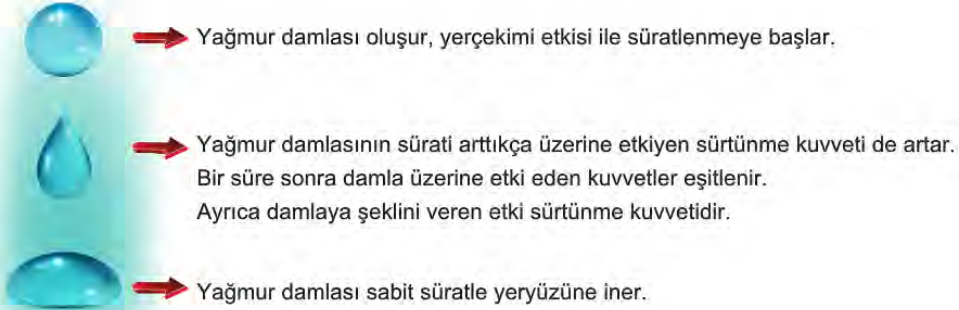 Yağmur damlası oluşur, yerçekimi etkisi ile süratlenmeye başlar.
Yağmur damlasının sürati arttıkça üzerine etkiyen sürtünme kuvveti de artar.
Bir süre sonra damla üzerine etki eden kuvvetler eşitlenir.
Ayrıca damlaya şeklini veren etki sürtünme kuvvetidir.
Yağmur damlası sabit süratle yeryüzüne iner.